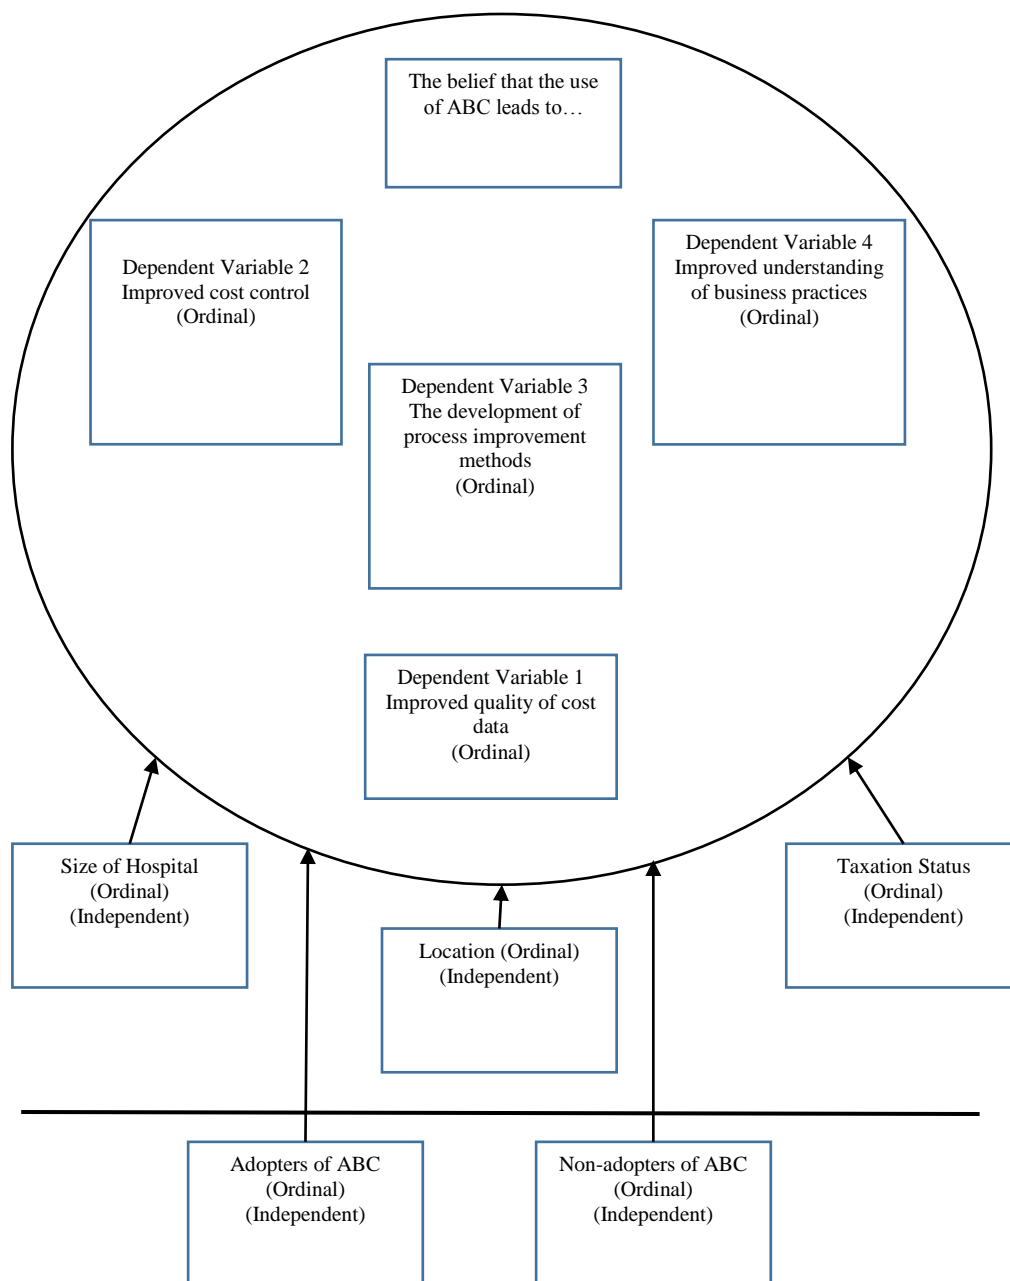 The belief that the use
of ABC leads to…
Dependent Variable 2
Improved cost control
(Ordinal)
Dependent Variable 4
Improved understanding
of business practices
(Ordinal)
Dependent Variable 3
The development of
process improvement
methods
(Ordinal)
Dependent Variable 1
Improved quality of cost
data
(Ordinal)
Size of Hospital
(Ordinal)
(Independent)
Location (Ordinal)
(Independent)
Taxation Status
(Ordinal)
(Independent)
Adopters of ABC
(Ordinal)
(Independent)
Non-adopters of ABC
(Ordinal)
(Independent)